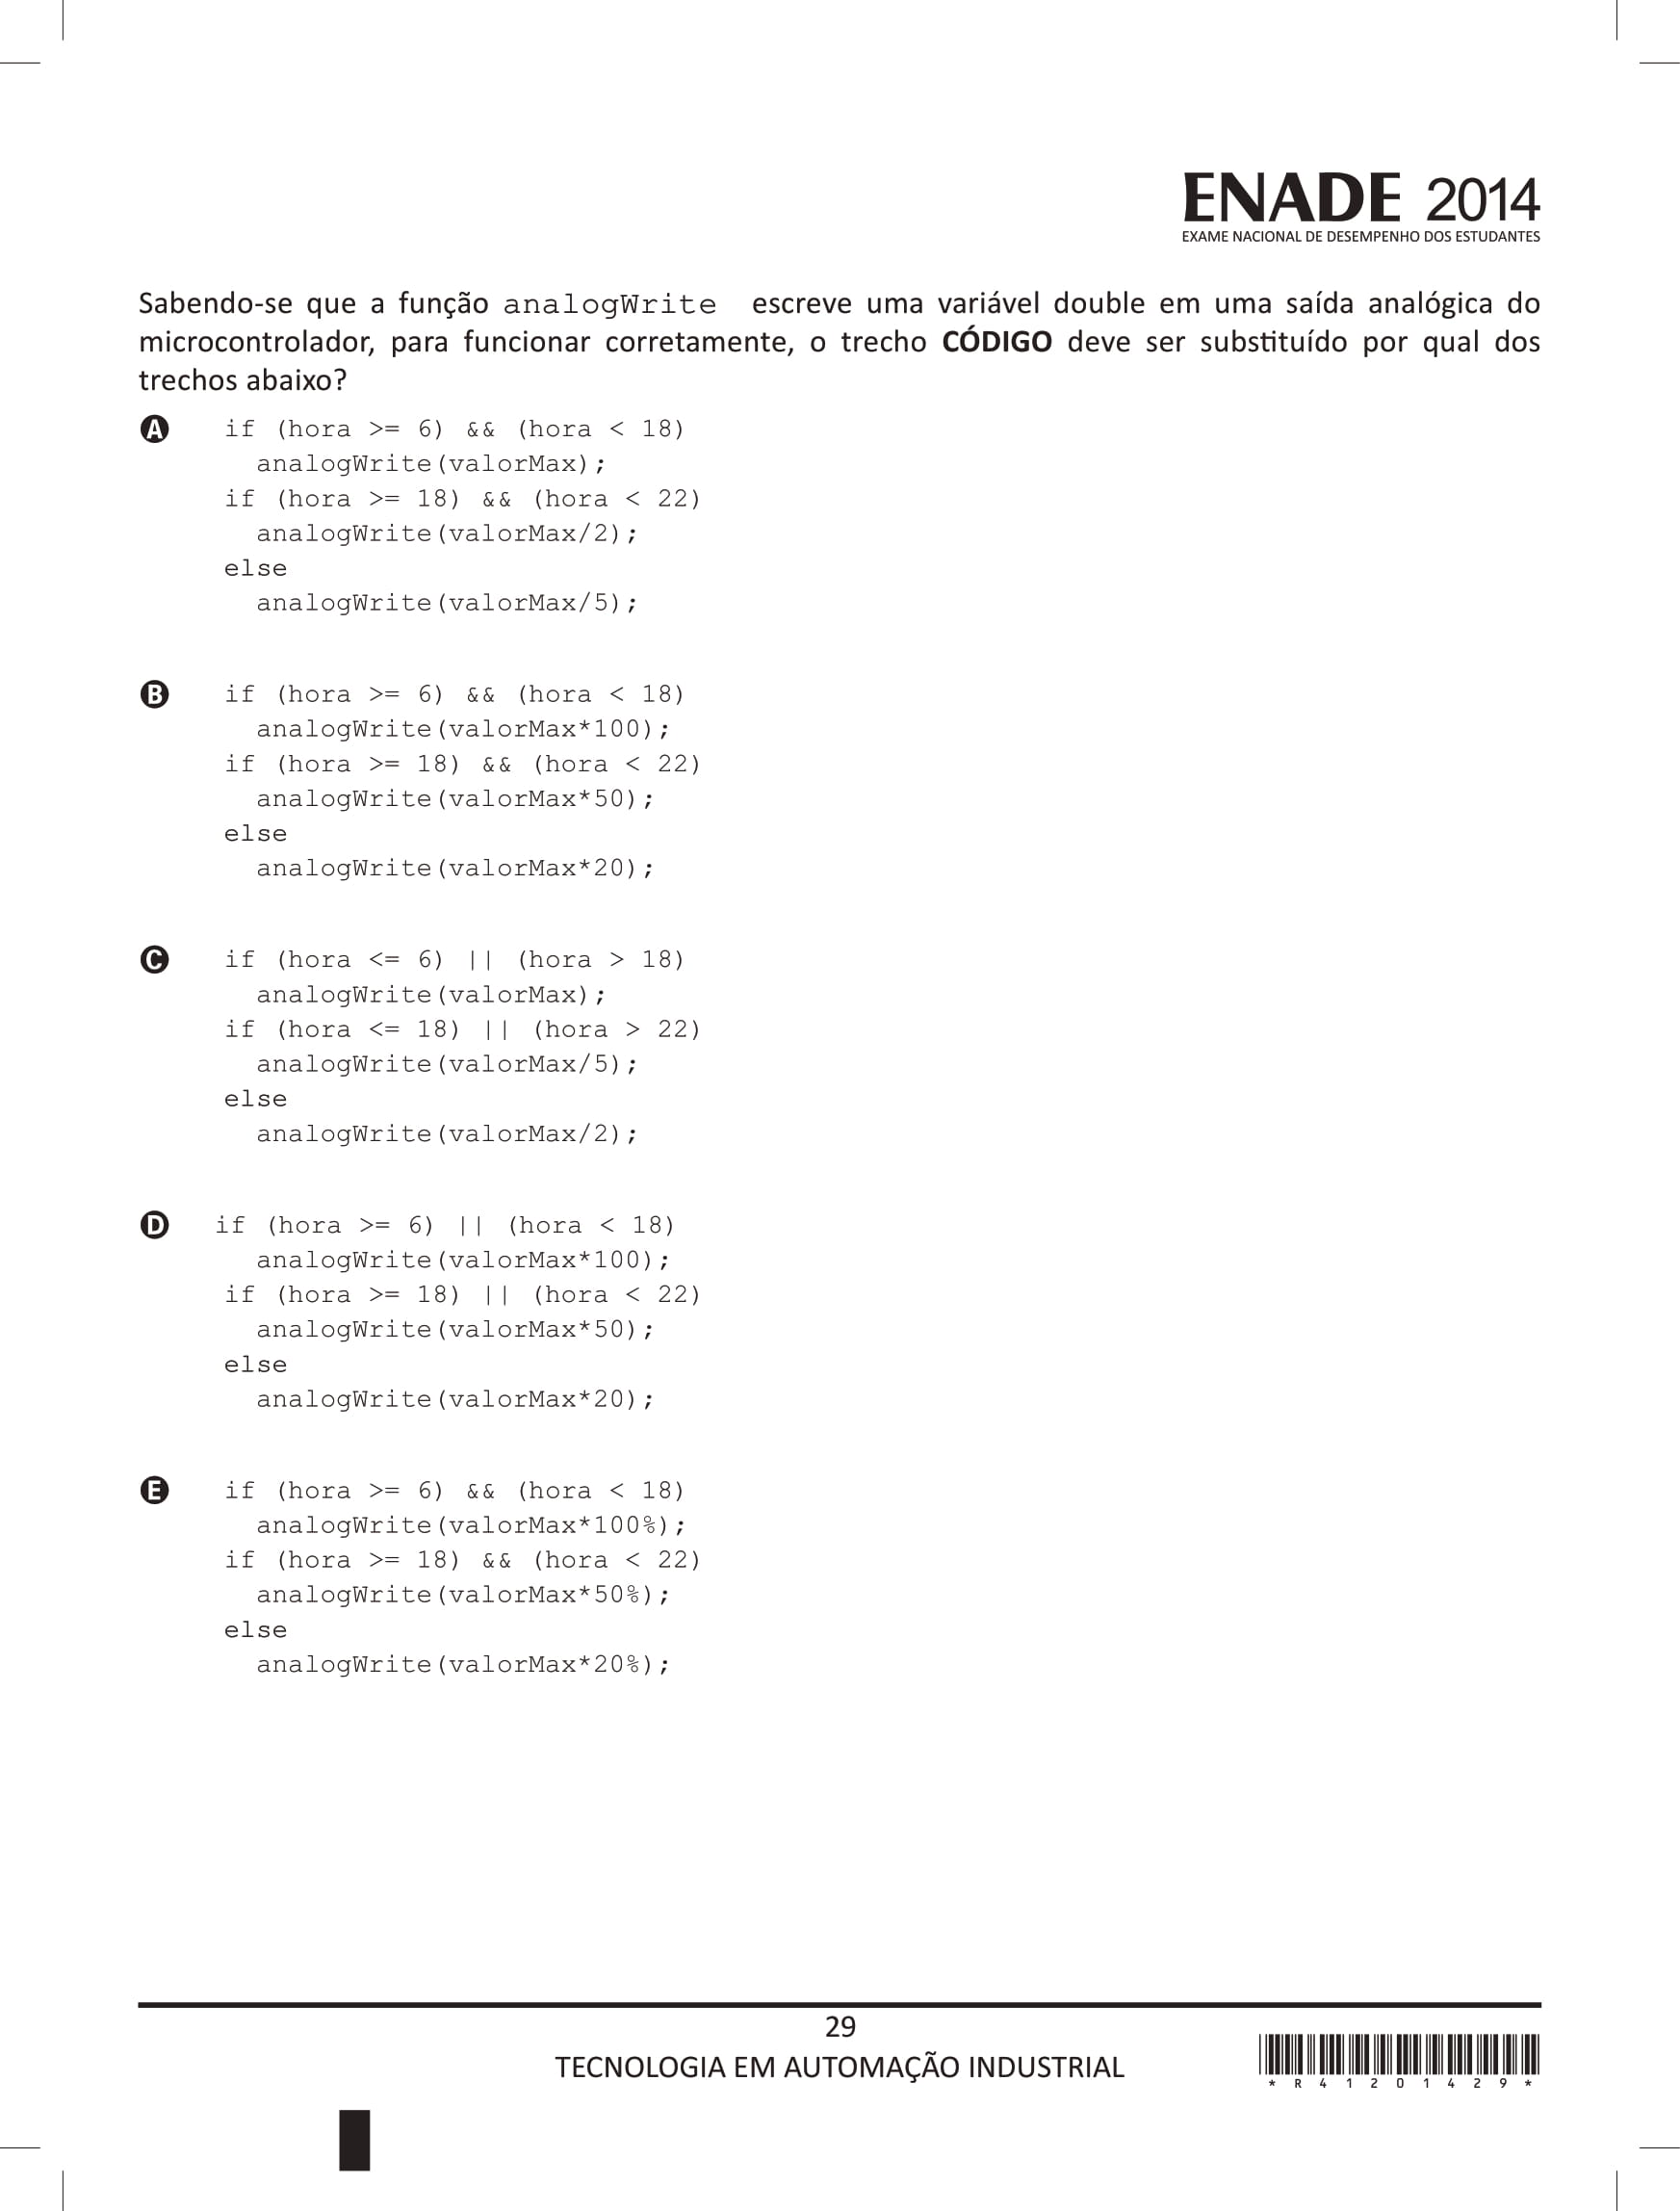 ENADE 2014
EXAME NACIONAL DE DESEMPENHO DOS ESTUDANTES
Sabendo-se que a função analogWrite escreve uma variável double em uma saída analógica do
microcontrolador, para funcionar corretamente, o trecho CÓDIGO deve ser substituído por qual dos
trechos abaixo?
A if (hora >= 6) && (hora < 18)
analogWrite(valorMax);
if (hora >= 18) && (hora < 22)
analogWrite(valorMax/2);
else
analogWrite(valorMax/5);
B if (hora >= 6) && (hora < 18)
analogWrite(valorMax*100);
if (hora >= 18) && (hora < 22)
analogWrite(valorMax*50);
else
analogWrite(valorMax*20);
C if (hora <= 6) || (hora > 18)
analogWrite(valorMax);
if (hora <= 18) || (hora > 22)
analogWrite(valorMax/5);
else
analogWrite(valorMax/2);
D if (hora >= 6) || (hora < 18)
analogWrite(valorMax*100);
if (hora >= 18) || (hora < 22)
analogWrite(valorMax*50);
else
analogWrite(valorMax*20);
E if (hora >= 6) && (hora < 18)
analogWrite(valorMax*100%);
if (hora >= 18) && (hora < 22)
analogWrite(valorMax*50%);
else
analogWrite(valorMax*20%);
29
TECNOLOGIA EM AUTOMAÇÃO INDUSTRIAL
* R 4 1 2 0 1 4 2 9 *